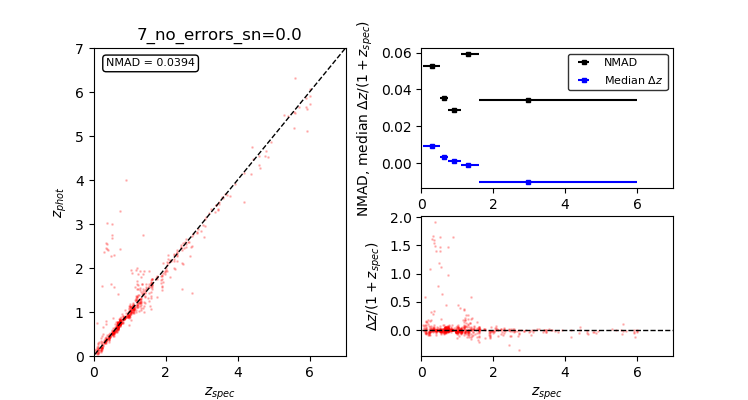 7_no_errors_sn=0.0
NMAD = 0.0394
7
6
5
4
3
2
1
0
z_phot
0 2 4 6
z_spec
NMAD, median Δz/(1 + z_spec)
0.06
0.04
0.02
0.00
NMAD
Median Δz
0 2 4 6
Δz/(1 + z_spec)
2.0
1.5
1.0
0.5
0.0
0 2 4 6
z_spec